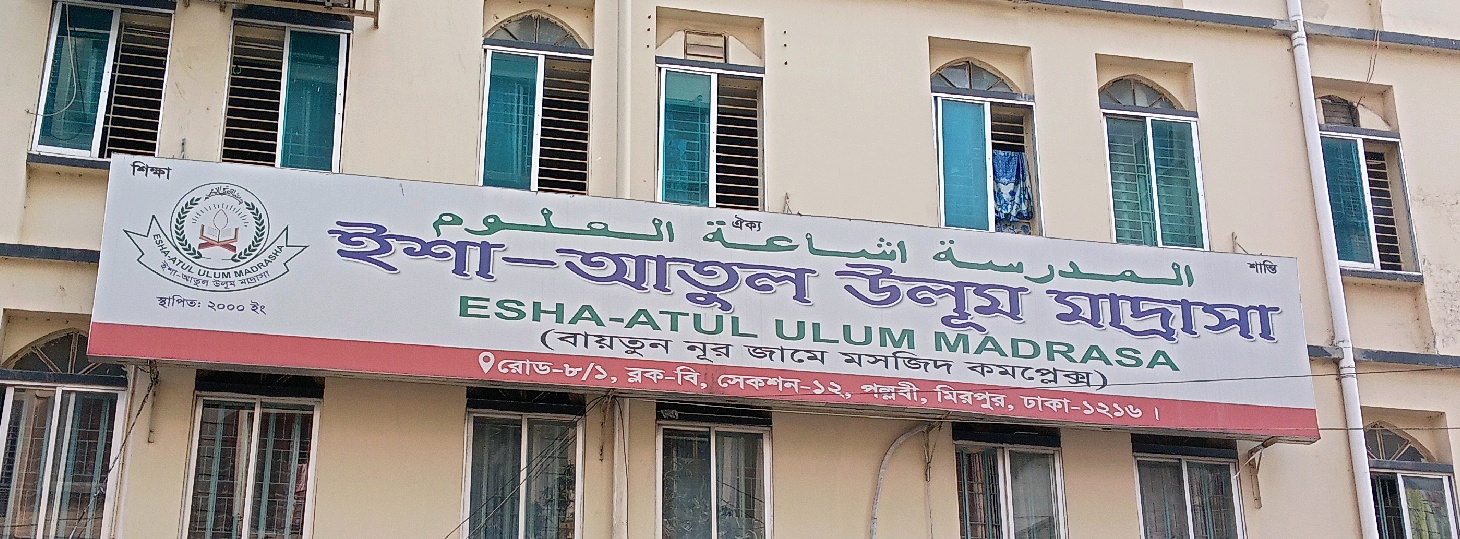 শিক্ষা
ঐক্য
শান্তি
المدرسة اشاعة العلوم
ইশা-আতুল উলূম মাদ্রাসা
ESHA-ATUL ULUM MADRASA
(বায়তুন নূর জামে মসজিদ কমপ্লেক্স)
রোড-৮/১, ব্লক-বি, সেকশন-১২, পল্লবী, মিরপুর, ঢাকা-১২১৬ ।
ESHA-ATUL ULUM MADRASHA
ইশা-আতুল উলূম মাদ্রাসা
স্থাপিত: ২০০০ ইং